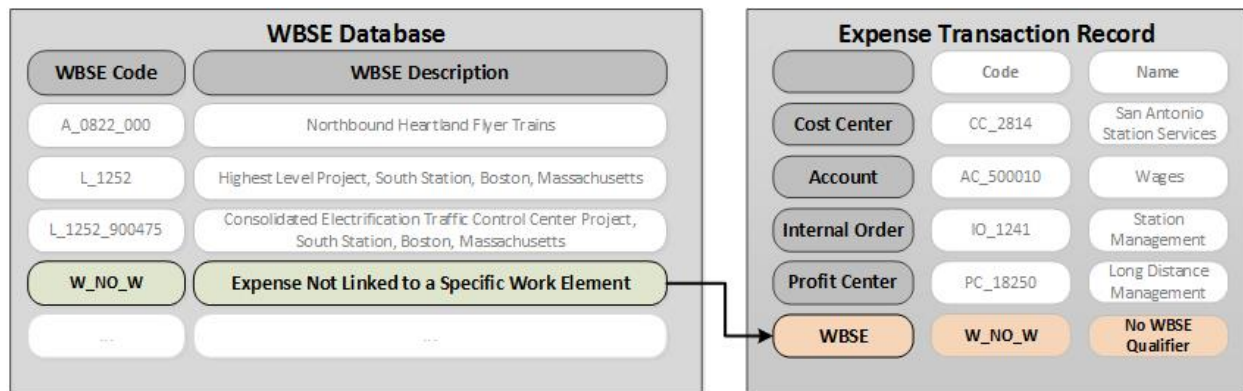 WBSE Database
WBSE Code WBSE Description
A_0822_000 Northbound Heartland Flyer Trains
L_1252 Highest Level Project, South Station, Boston, Massachusetts
L_1252_900475 Consolidated Electrification Traffic Control Center Project,
South Station, Boston, Massachusetts
W_NO_W Expense Not Linked to a Specific Work Element
... ...
Expense Transaction Record
Code Name
Cost Center CC_2814 San Antonio
Station Services
Account AC_500010 Wages
Internal Order IO_1241 Station
Management
Profit Center PC_18250 Long Distance
Management
WBSE W_NO_W No WBSE
Qualifier